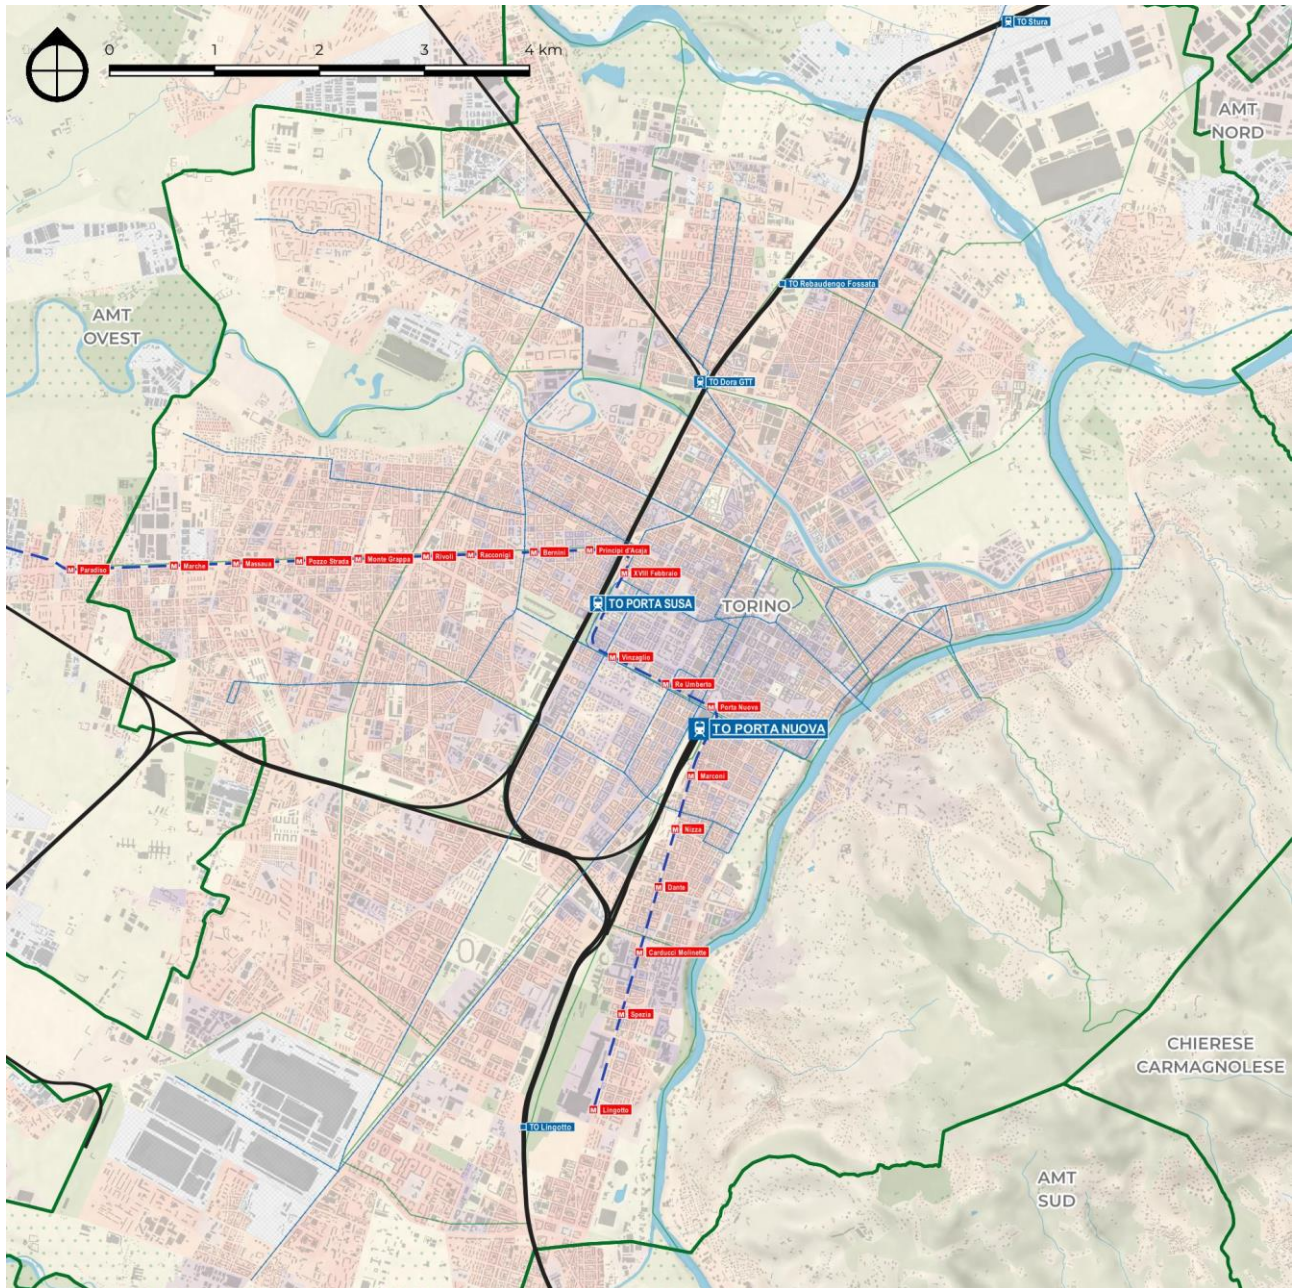 TO Stura
0 1 2 3 4 km
AMT
NORD
TO Rebaudengo Fossata
AMT
OVEST
TO Dora GTT
Principi d'Acaja
Bernini
Racconigi
Rivoli
Monte Grappa
Pozzo Strada
Massaua
Marche
Paradiso
XVIII Febbraio
TO PORTA SUSA
TORINO
Vinzaglio
Re Umberto
Porta Nuova
TO PORTA NUOVA
Marconi
Nizza
Dante
Carducci Molinette
Spezia
CHIERESE
CARMAGNOLESE
Lingotto
TO Lingotto
AMT
SUD